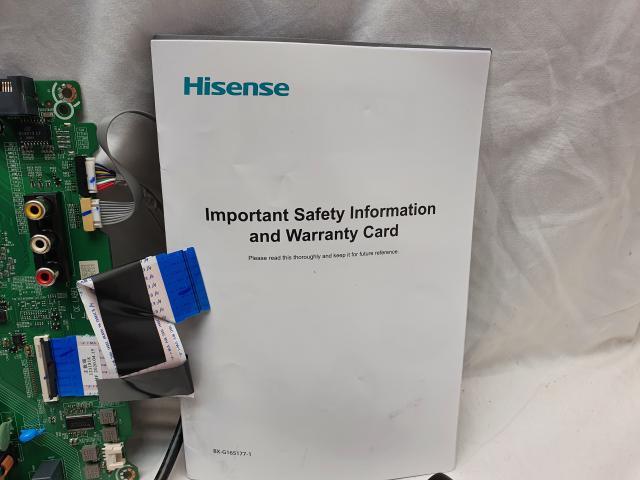 Hisense
Important Safety Information
and Warranty Card
Please read this thoroughly and keep it for future reference.
BX-G165177-1